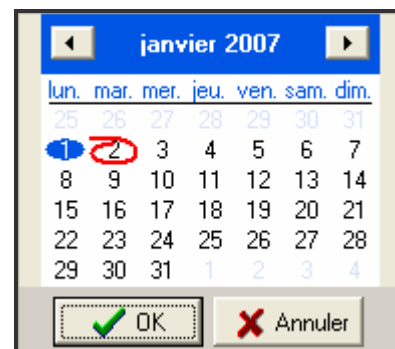 janvier 2007
lun. mar. mer. jeu. ven. sam. dim.
25 26 27 28 29 30 31
1 2 3 4 5 6 7
8 9 10 11 12 13 14
15 16 17 18 19 20 21
22 23 24 25 26 27 28
29 30 31 1 2 3 4
OK Annuler